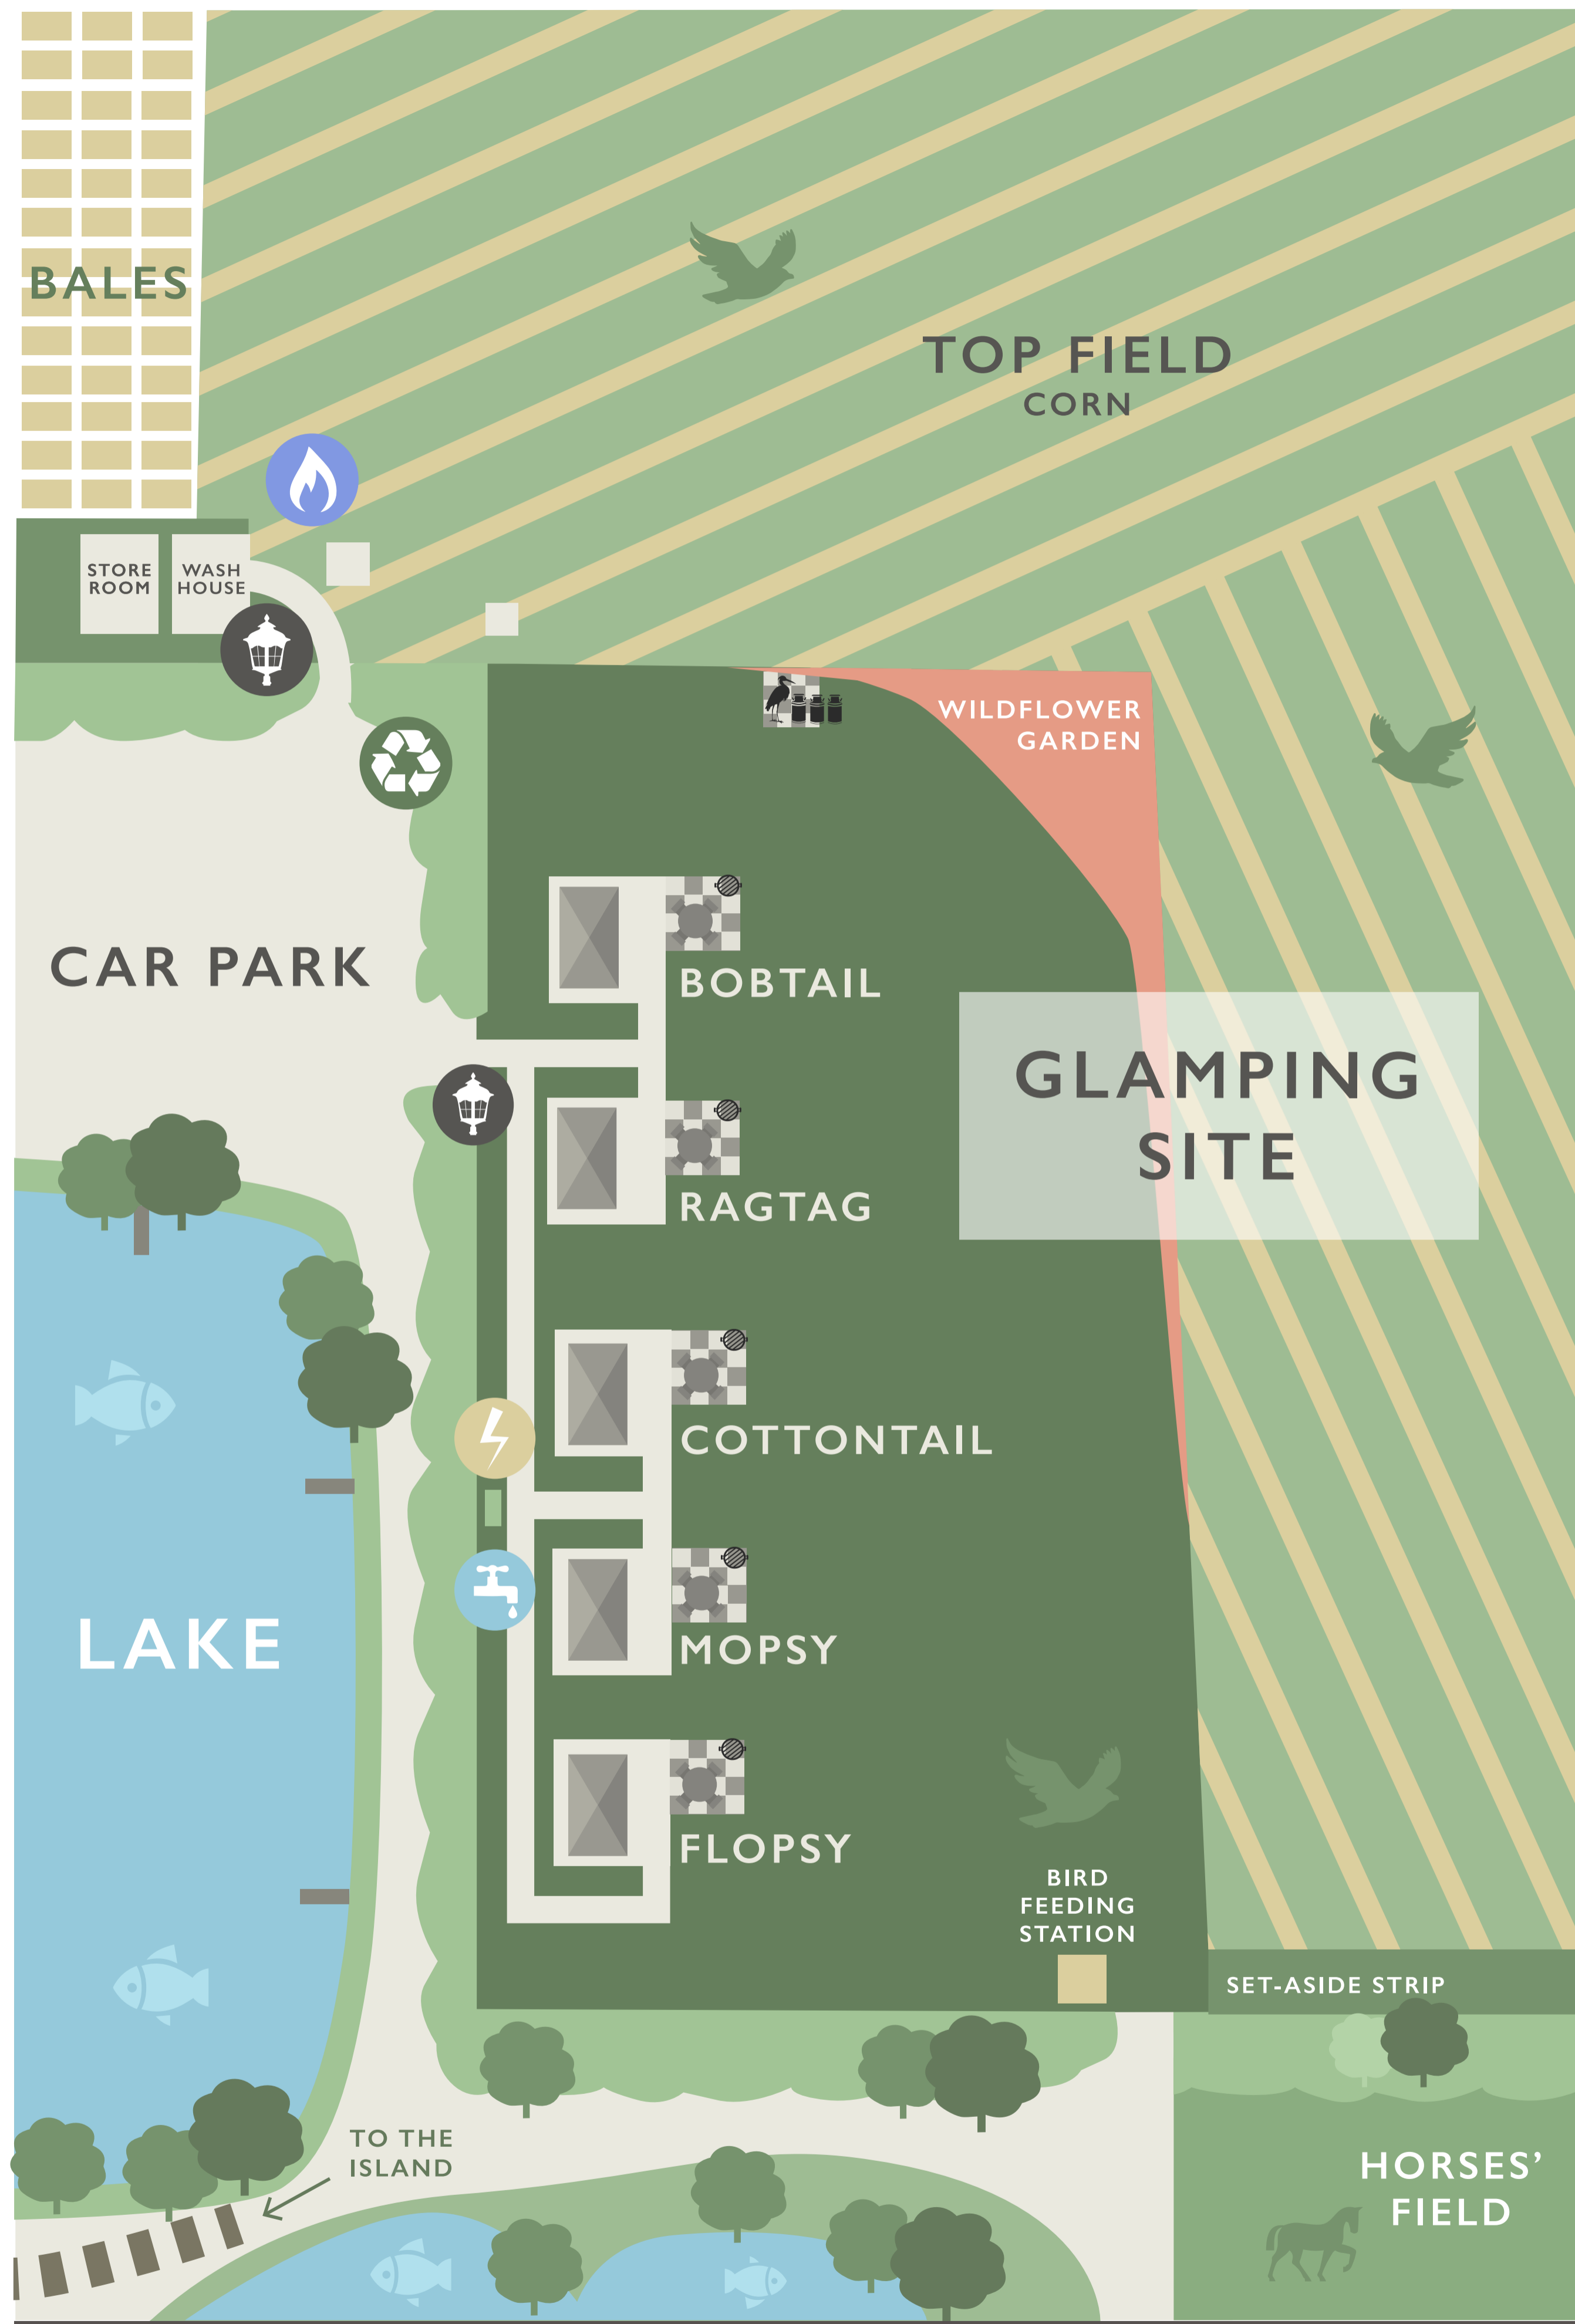 BALES
TOP FIELD
CORN
STORE
ROOM
WASH
HOUSE
WILDFLOWER
GARDEN
CAR PARK
BOBTAIL
GLAMPING
SITE
RAGTAG
COTTONTAIL
LAKE
MOPSY
FLOPSY
BIRD
FEEDING
STATION
SET-ASIDE STRIP
TO THE
ISLAND
HORSES’
FIELD